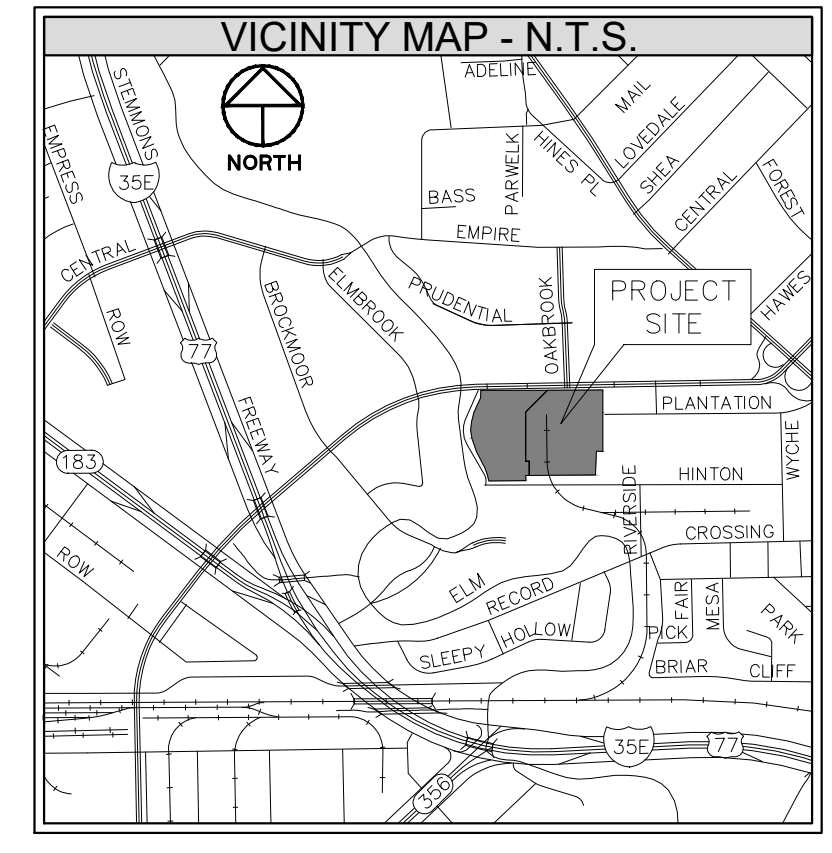 VICINITY MAP - N.T.S.
NORTH
STEMMONS
35E
EMPRESS
ROW
CENTRAL
77
FREEWAY
BROCKMOOR
ELMBROOK
PRUDENTIAL
ADELINE
PARWELK
BASS
EMPIRE
HINES PL
MAIL
LOVEDALE
SHEA
CENTRAL
FOREST
HAWES
OAKBROOK
PROJECT
SITE
PLANTATION
WYCHE
HINTON
RIVERSIDE
CROSSING
183
ROW
ELM
RECORD
SLEEPY
HOLLOW
FAIR
PICK
MESA
PARK
BRIAR
CLIFF
35E
77
356